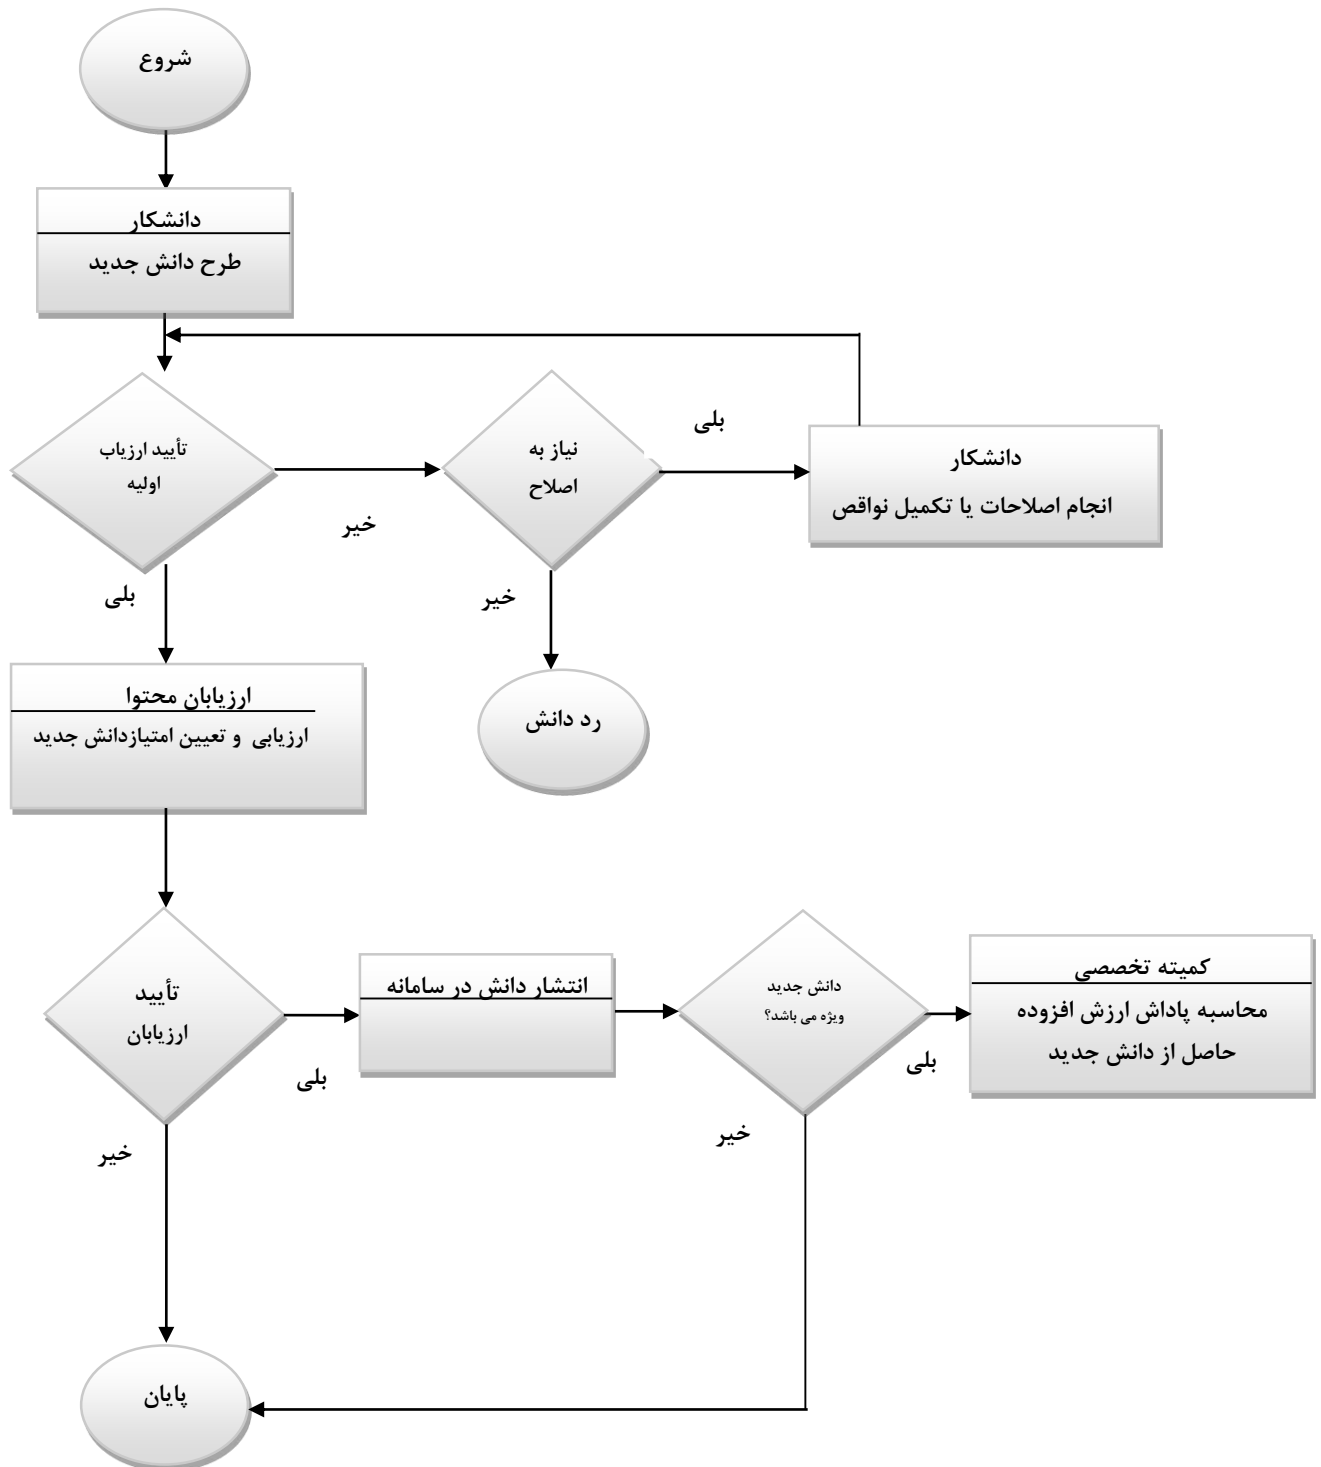 شروع
دانشکار
طرح دانش جدید
تأیید ارزیاب
اولیه
خیر
بلی
نیاز به
اصلاح
بلی
خیر
دانشکار
انجام اصلاحات یا تکمیل نواقص
رد دانش
ارزیابان محتوا
ارزیابی و تعیین امتیازدانش جدید
تأیید
ارزیابان
بلی
خیر
انتشار دانش در سامانه
دانش جدید
ویژه می باشد؟
بلی
خیر
کمیته تخصصی
محاسبه پاداش ارزش افزوده
حاصل از دانش جدید
پایان